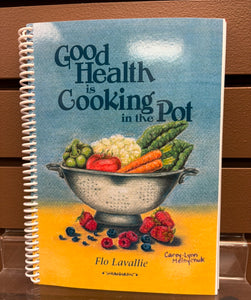 Good
Health
is
Cooking
in the Pot
Flo Lavallie
Carey-Lynn